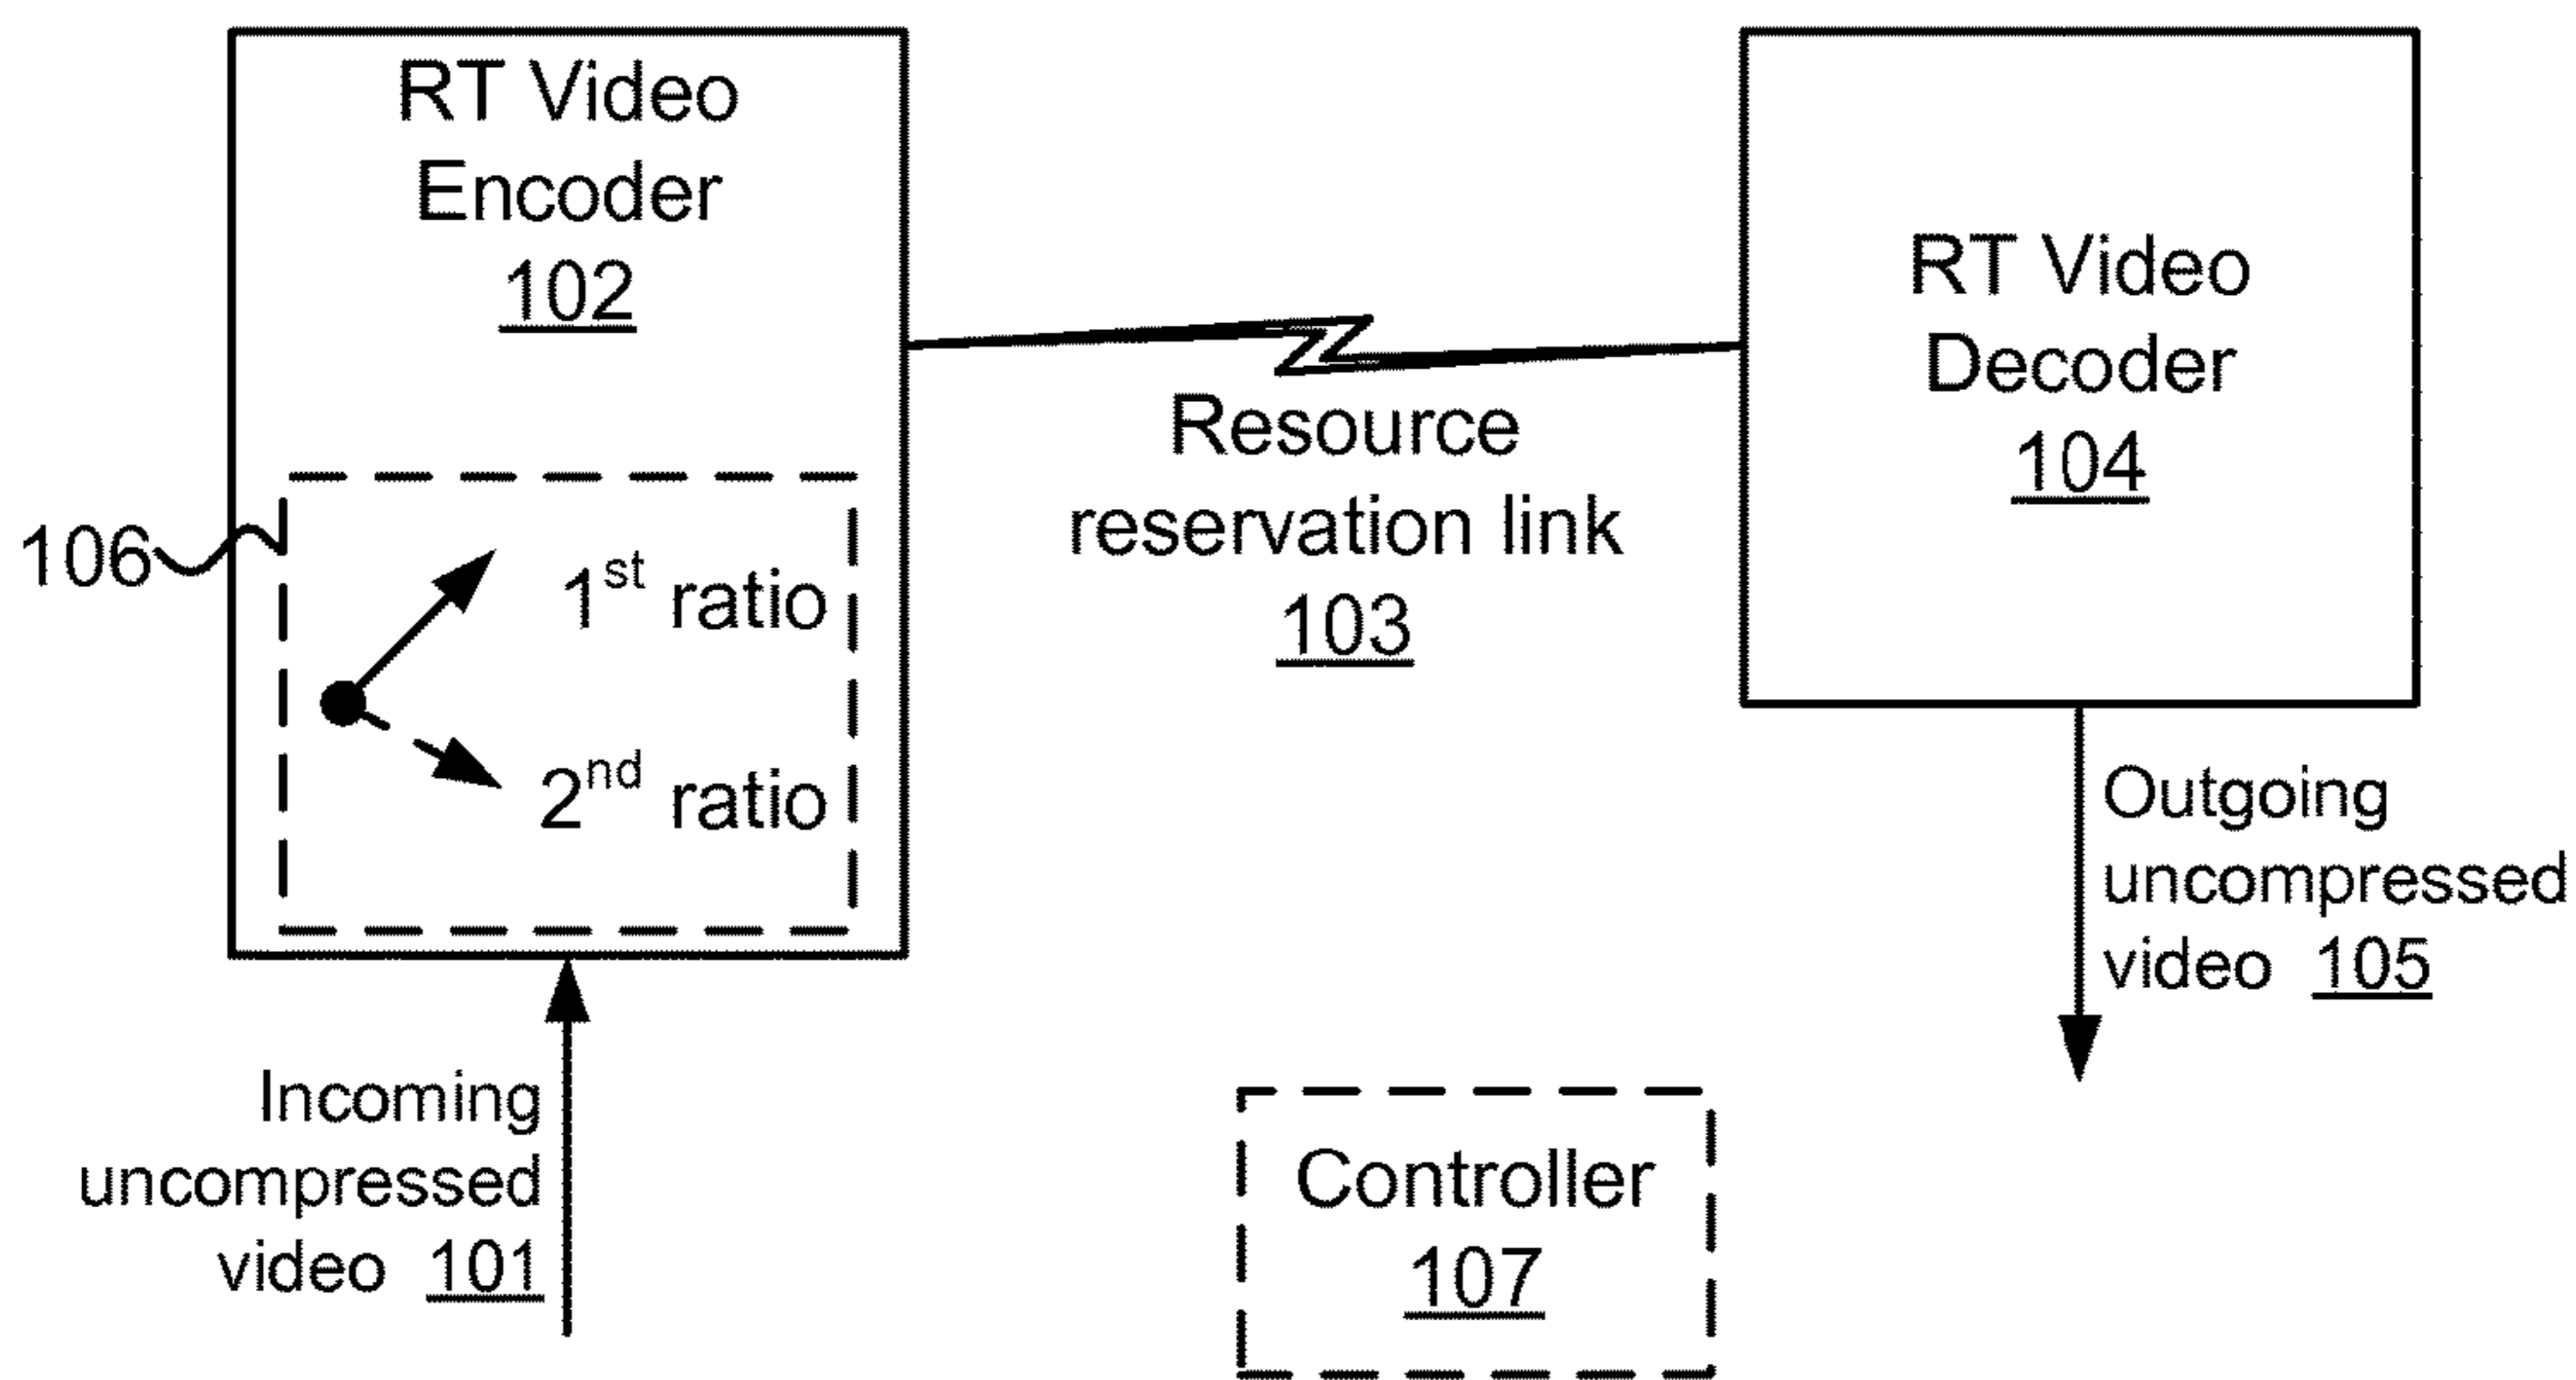 RT Video
Encoder
102
106
1st ratio
2nd ratio
Incoming
uncompressed
video 101
Resource
reservation link
103
RT Video
Decoder
104
Outgoing
uncompressed
video 105
Controller
107